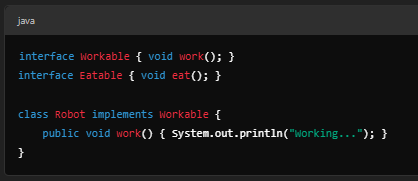 java
interface Workable { void work(); }
interface Eatable { void eat(); }
class Robot implements Workable {
    public void work() { System.out.println("Working..."); }
}